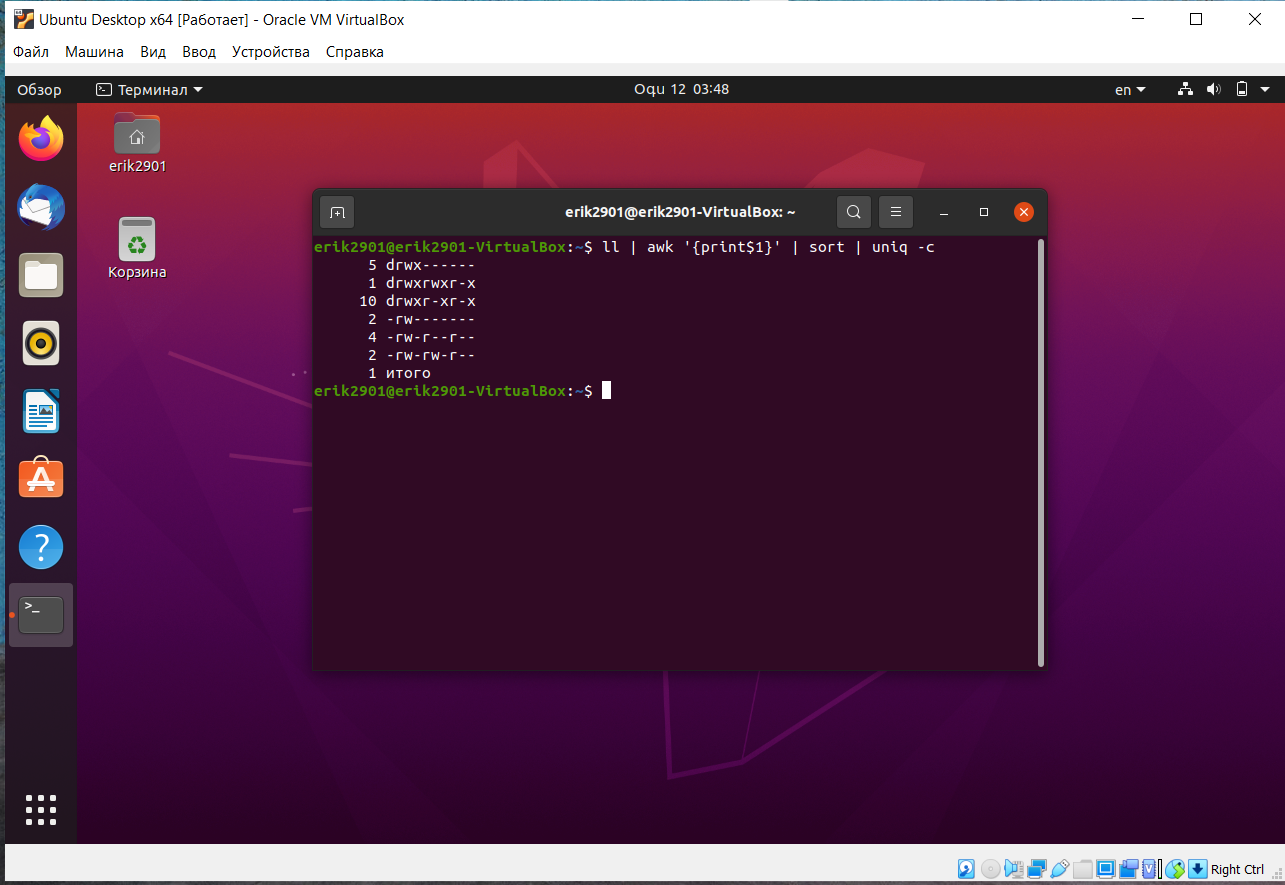 Ubuntu Desktop x64 [Работает] - Oracle VM VirtualBox
Файл Машина Вид Ввод Устройства Справка
Обзор Терминал Oqu 12 03:48 en
erik2901
Корзина
erik2901@erik2901-VirtualBox: ~
erik2901@erik2901-VirtualBox:~$ ll | awk '{print$1}' | sort | uniq -c
5 drwx------
1 drwxrwxr-x
10 drwxr-xr-x
2 -rw-------
4 -rw-r--r--
2 -rw-rw-r--
1 итого
erik2901@erik2901-VirtualBox:~$
Right Ctrl